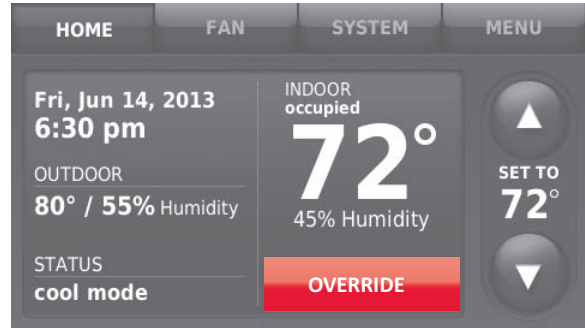 HOME FAN SYSTEM MENU
Fri, Jun 14, 2013
6:30 pm
OUTDOOR
80° / 55% Humidity
STATUS
cool mode
INDOOR
occupied
72°
45% Humidity
OVERRIDE
SET TO
72°